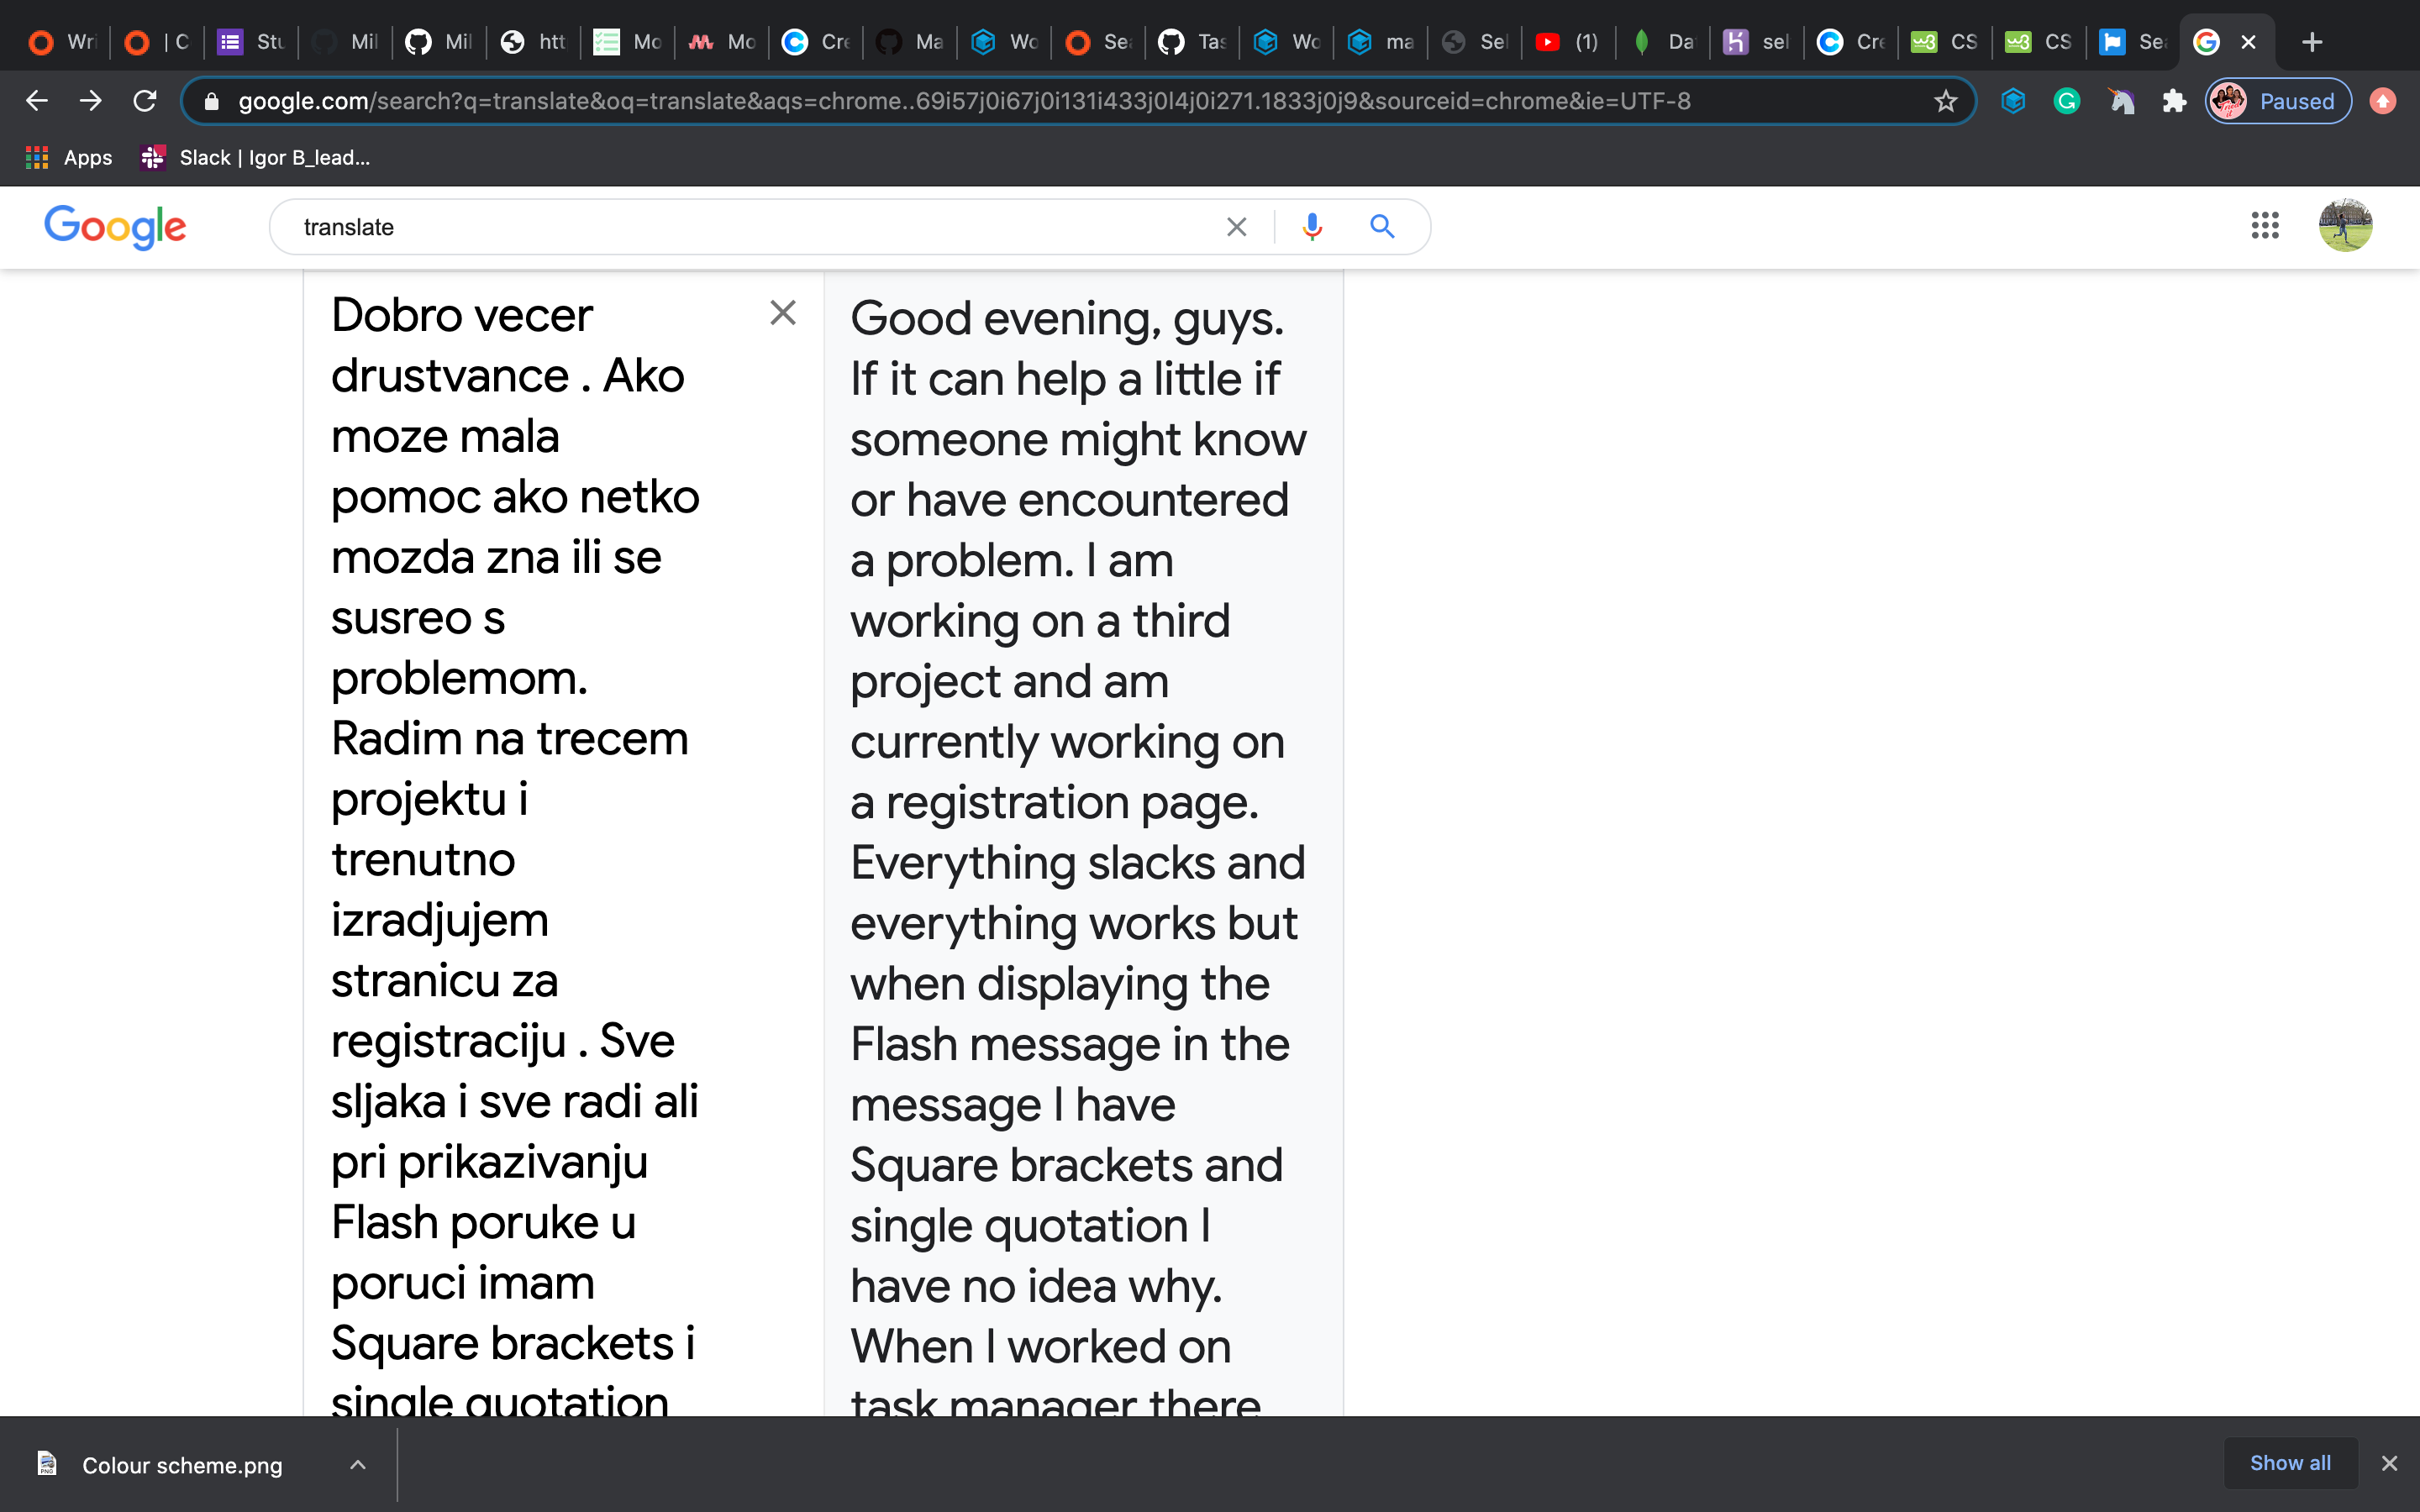 Wri
| C
Stu
Mil
Mil
htt
Mo
Mo
Cre
Ma
Wo
Sea
Tas
Wo
ma
Sel
(1)
Da
sel
Cre
CS
CS
Sea
google.com/search?q=translate&oq=translate&aqs=chrome..69i57j0i67j0i131i433j0l4j0i271.1833j0j9&sourceid=chrome&ie=UTF-8
Paused
Apps
Slack | Igor B_lead...
Google
translate
Dobro vecer
drustvance . Ako
moze mala
pomoc ako netko
mozda zna ili se
susreo s
problemom.
Radim na trecem
projektu i
trenutno
izradjujem
stranicu za
registraciju . Sve
sljaka i sve radi ali
pri prikazivanju
Flash poruke u
poruci imam
Square brackets i
single quotation
Good evening, guys.
If it can help a little if
someone might know
or have encountered
a problem. I am
working on a third
project and am
currently working on
a registration page.
Everything slacks and
everything works but
when displaying the
Flash message in the
message I have
Square brackets and
single quotation I
have no idea why.
When I worked on
task manager there
Colour scheme.png
Show all